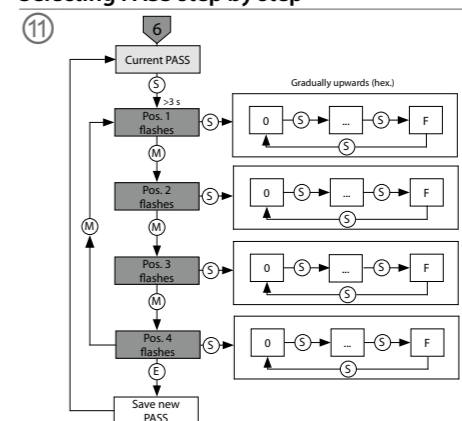 Selecting PASS step by step
11
6
Current PASS
S
>3 s
Gradually upwards (hex.)
Pos. 1
flashes
S
0
S
...
S
F
S
M
Pos. 2
flashes
S
0
S
...
S
F
S
M
M
Pos. 3
flashes
S
0
S
...
S
F
S
M
Pos. 4
flashes
S
0
S
...
S
F
S
E
Save new
PASS